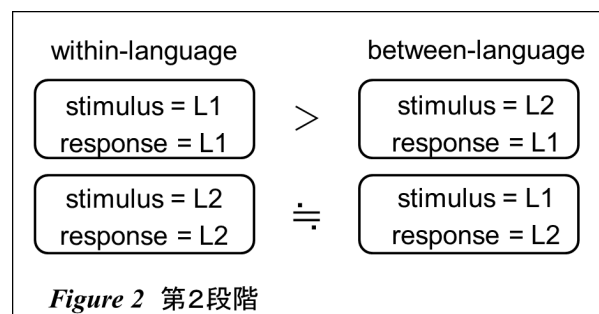 within-language between-language
stimulus = L1 > stimulus = L2
response = L1 response = L1
stimulus = L2 ≒ stimulus = L1
response = L2 response = L2
Figure 2 第2段階